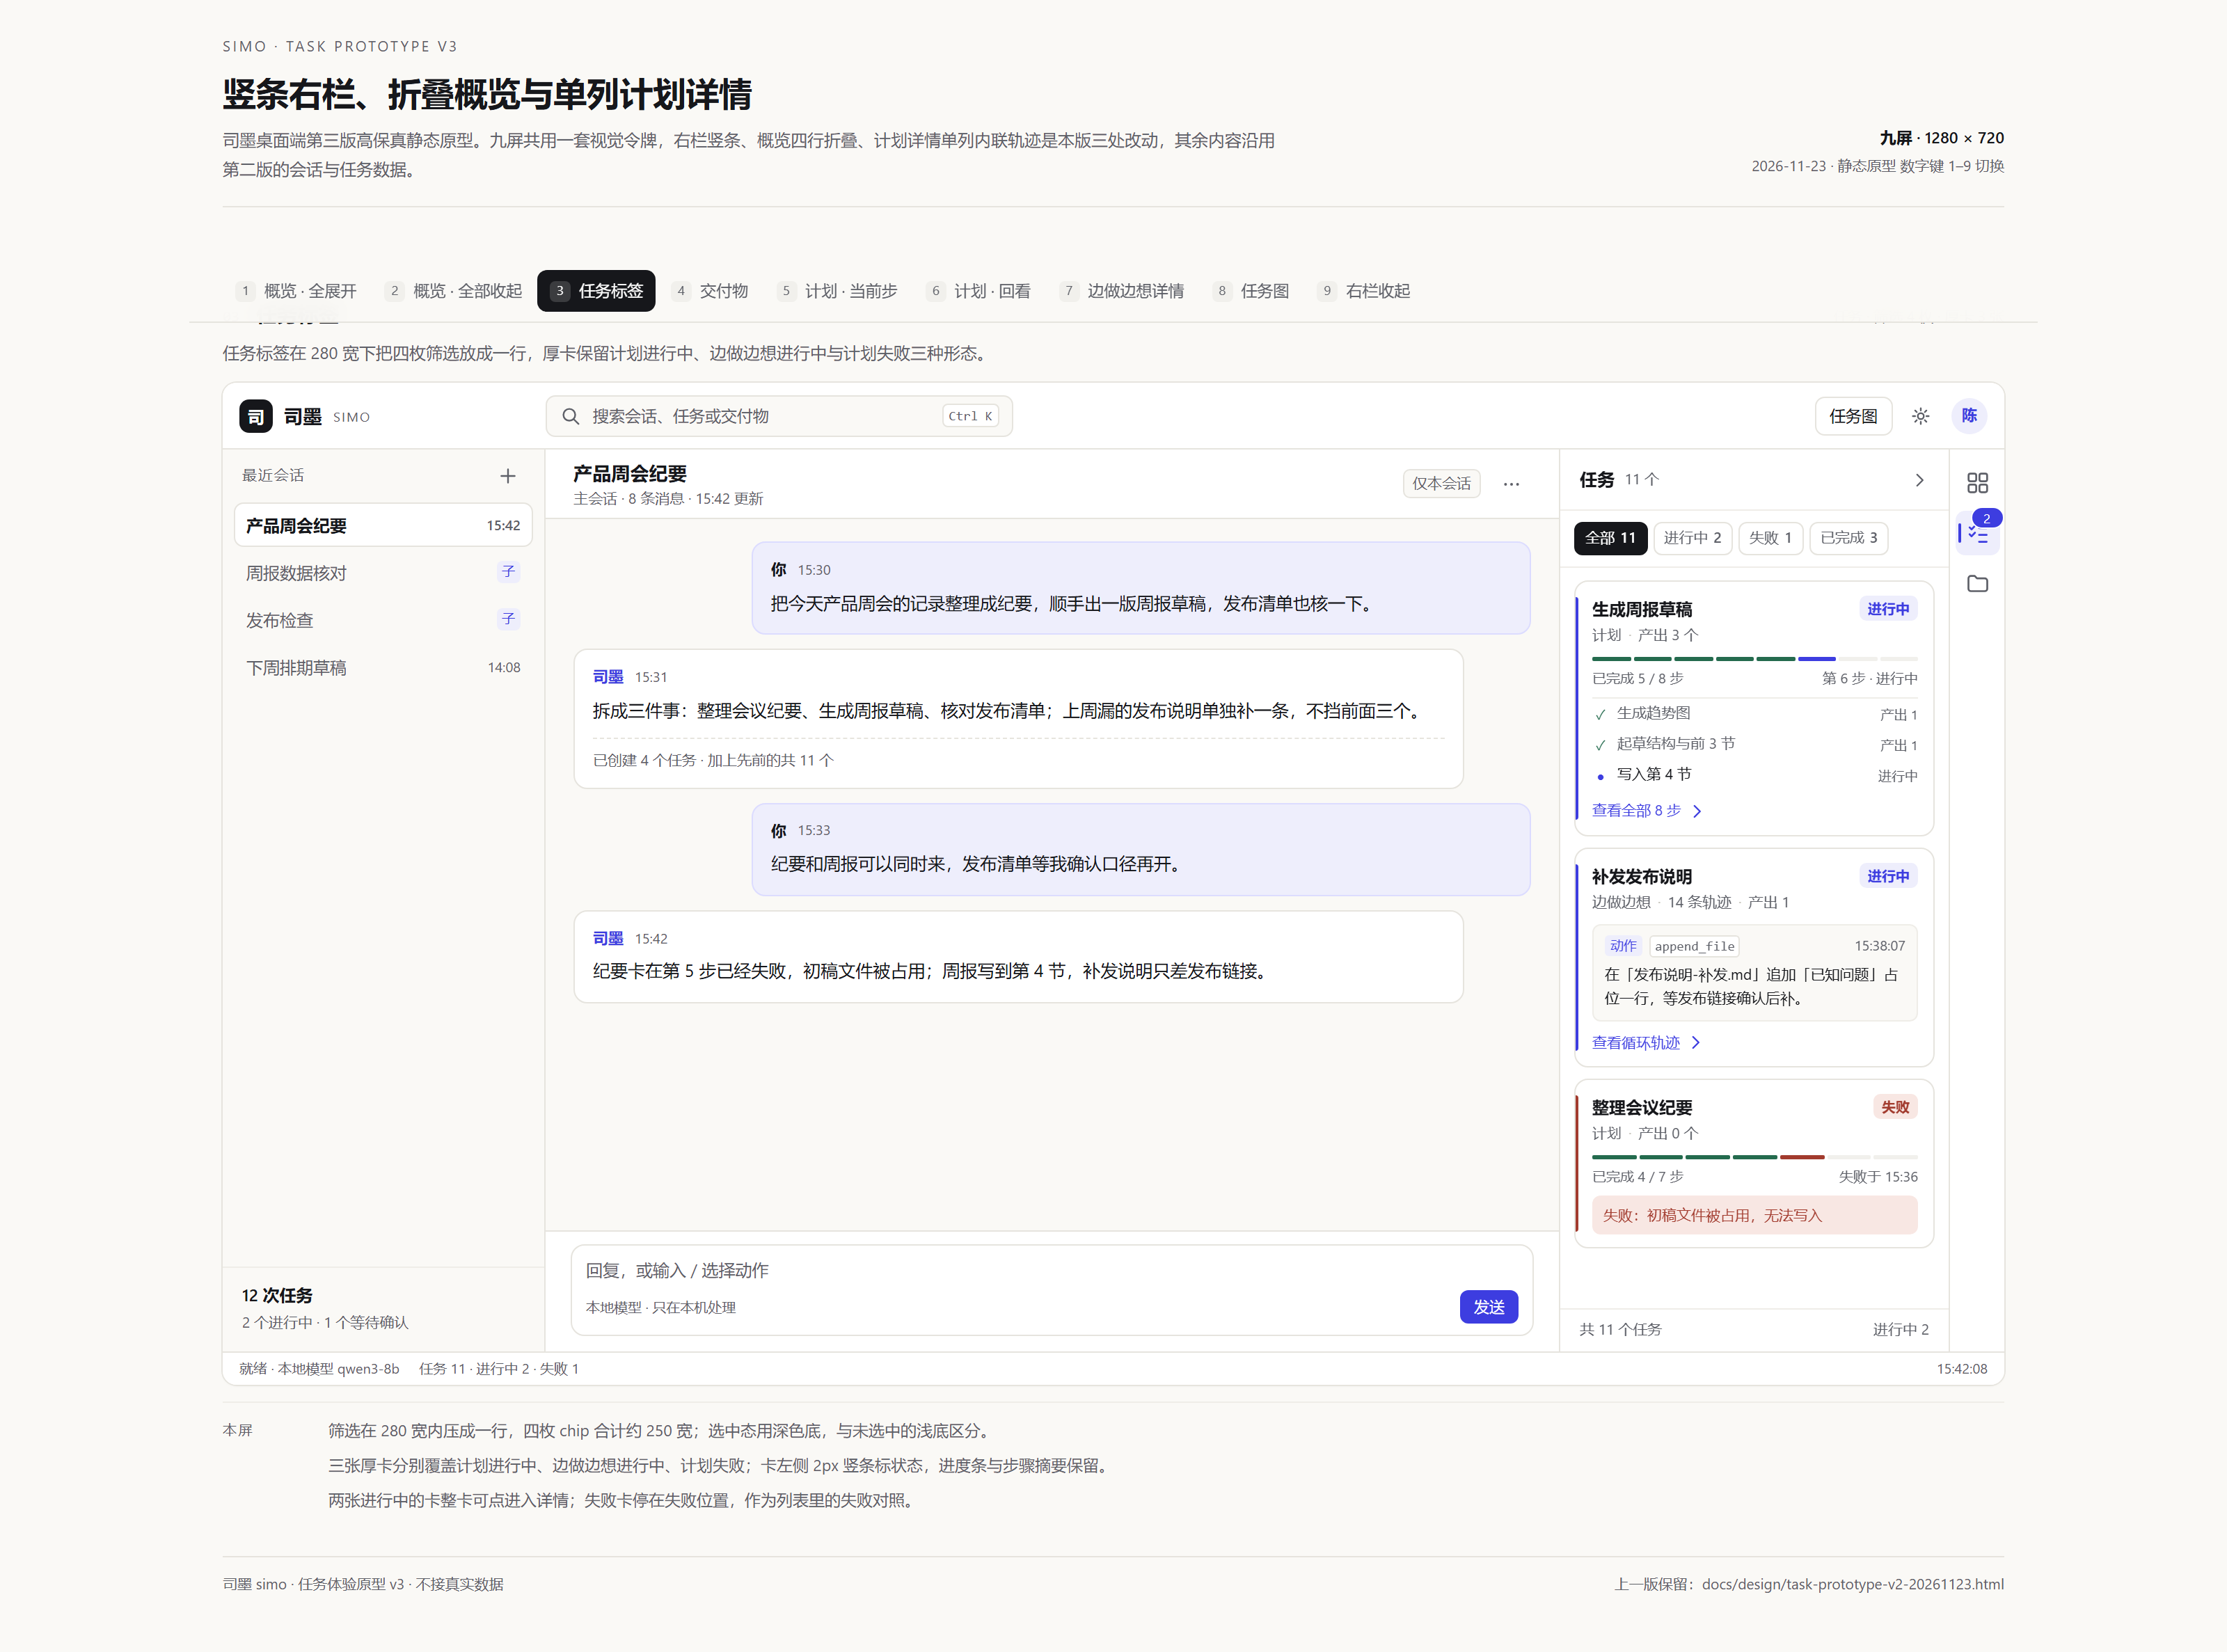 SIMO · TASK PROTOTYPE V3
竖条右栏、折叠概览与单列计划详情
司墨桌面端第三版高保真静态原型。九屏共用一套视觉令牌，右栏竖条、概览四行折叠、计划详情单列内联轨迹是本版三处改动，其余内容沿用
第二版的会话与任务数据。
九屏 · 1280 × 720
2026-11-23 · 静态原型 数字键 1–9 切换
1 概览 · 全展开 2 概览 · 全部收起 3 任务标签 4 交付物 5 计划 · 当前步 6 计划 · 回看 7 边做边想详情 8 任务图 9 右栏收起
任务标签在 280 宽下把四枚筛选放成一行，厚卡保留计划进行中、边做边想进行中与计划失败三种形态。
司 司墨 SIMO
搜索会话、任务或交付物 Ctrl K
任务图 陈
最近会话
产品周会纪要 15:42
周报数据核对 子
发布检查 子
下周排期草稿 14:08
12 次任务
2 个进行中 · 1 个等待确认
产品周会纪要
主会话 · 8 条消息 · 15:42 更新
仅本会话
你 15:30
把今天产品周会的记录整理成纪要，顺手出一版周报草稿，发布清单也核一下。
司墨 15:31
拆成三件事：整理会议纪要、生成周报草稿、核对发布清单；上周漏的发布说明单独补一条，不挡前面三个。
已创建 4 个任务 · 加上先前的共 11 个
你 15:33
纪要和周报可以同时来，发布清单等我确认口径再开。
司墨 15:42
纪要卡在第 5 步已经失败，初稿文件被占用；周报写到第 4 节，补发说明只差发布链接。
回复，或输入 / 选择动作
本地模型 · 只在本机处理
发送
任务 11 个
全部 11 进行中 2 失败 1 已完成 3
2
生成周报草稿 进行中
计划 · 产出 3 个
已完成 5 / 8 步 第 6 步 · 进行中
✓ 生成趋势图 产出 1
✓ 起草结构与前 3 节 产出 1
写入第 4 节 进行中
查看全部 8 步
补发发布说明 进行中
边做边想 · 14 条轨迹 · 产出 1
动作 append_file 15:38:07
在「发布说明-补发.md」追加「已知问题」占
位一行，等发布链接确认后补。
查看循环轨迹
整理会议纪要 失败
计划 · 产出 0 个
已完成 4 / 7 步 失败于 15:36
失败：初稿文件被占用，无法写入
共 11 个任务 进行中 2
就绪 · 本地模型 qwen3-8b 任务 11 · 进行中 2 · 失败 1 15:42:08
本屏
筛选在 280 宽内压成一行，四枚 chip 合计约 250 宽；选中态用深色底，与未选中的浅底区分。
三张厚卡分别覆盖计划进行中、边做边想进行中、计划失败；卡左侧 2px 竖条标状态，进度条与步骤摘要保留。
两张进行中的卡整卡可点进入详情；失败卡停在失败位置，作为列表里的失败对照。
司墨 simo · 任务体验原型 v3 · 不接真实数据
上一版保留：docs/design/task-prototype-v2-20261123.html